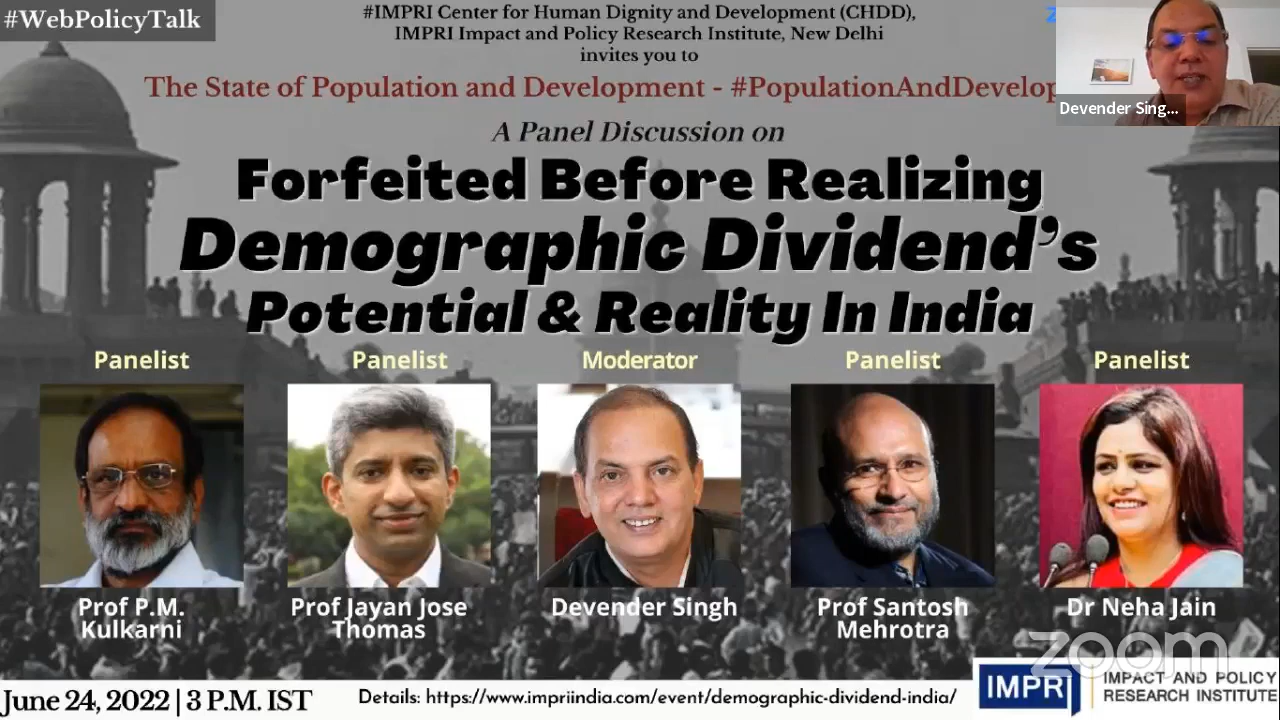 #WebPolicyTalk
#IMPRI Center for Human Dignity and Development (CHDD),
IMPRI Impact and Policy Research Institute, New Delhi
invites you to
The State of Population and Development - #PopulationAndDevelop
Devender Sing...
A Panel Discussion on
Forfeited Before Realizing
Demographic Dividend's
Potential & Reality In India
Panelist Panelist Moderator Panelist Panelist
Prof P.M. Kulkarni
Prof Jayan Jose Thomas
Devender Singh
Prof Santosh Mehrotra
Dr Neha Jain
zoom
June 24, 2022 | 3 P.M. IST
Details: https://www.impriindia.com/event/demographic-dividend-india/
IMPRI
IMPACT AND POLICY
RESEARCH INSTITUTE